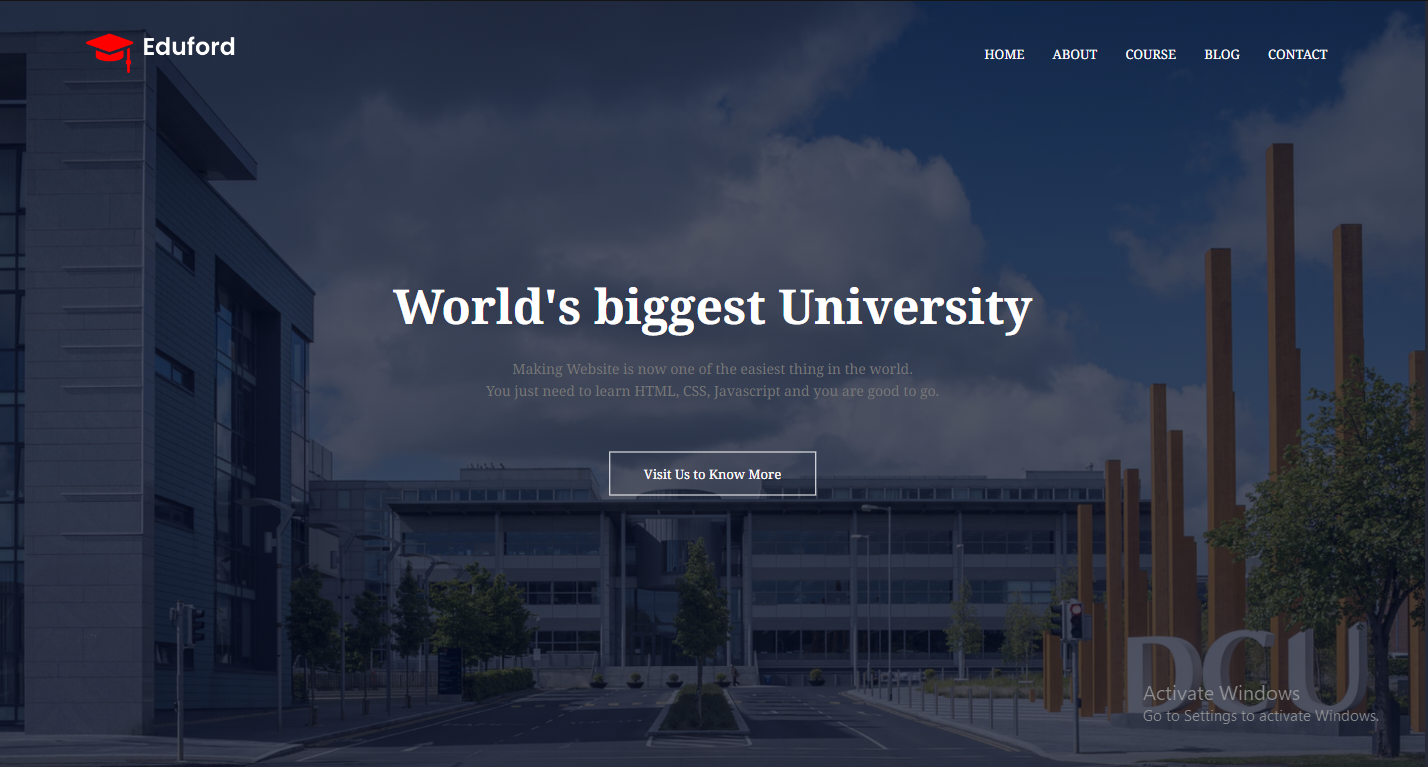 Eduford
HOME ABOUT COURSE BLOG CONTACT
World's biggest University
Making Website is now one of the easiest thing in the world.
You just need to learn HTML, CSS, Javascript and you are good to go.
Visit Us to Know More
DCU
Activate Windows
Go to Settings to activate Windows.